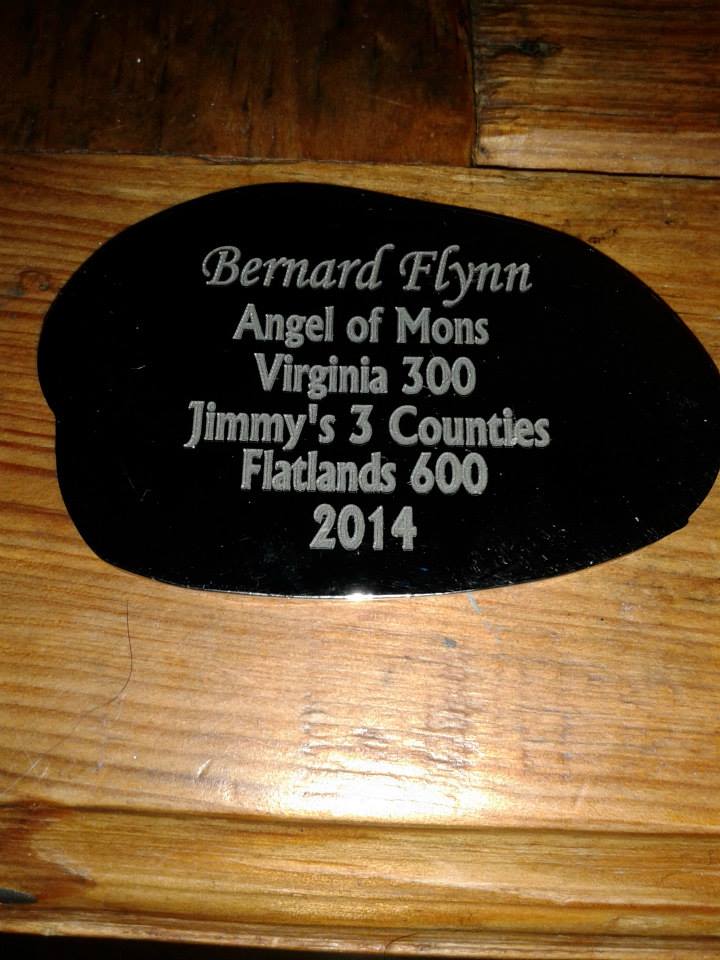 Bernard Flynn
Angel of Mons
Virginia 300
Jimmy's 3 Counties
Flatlands 600
2014